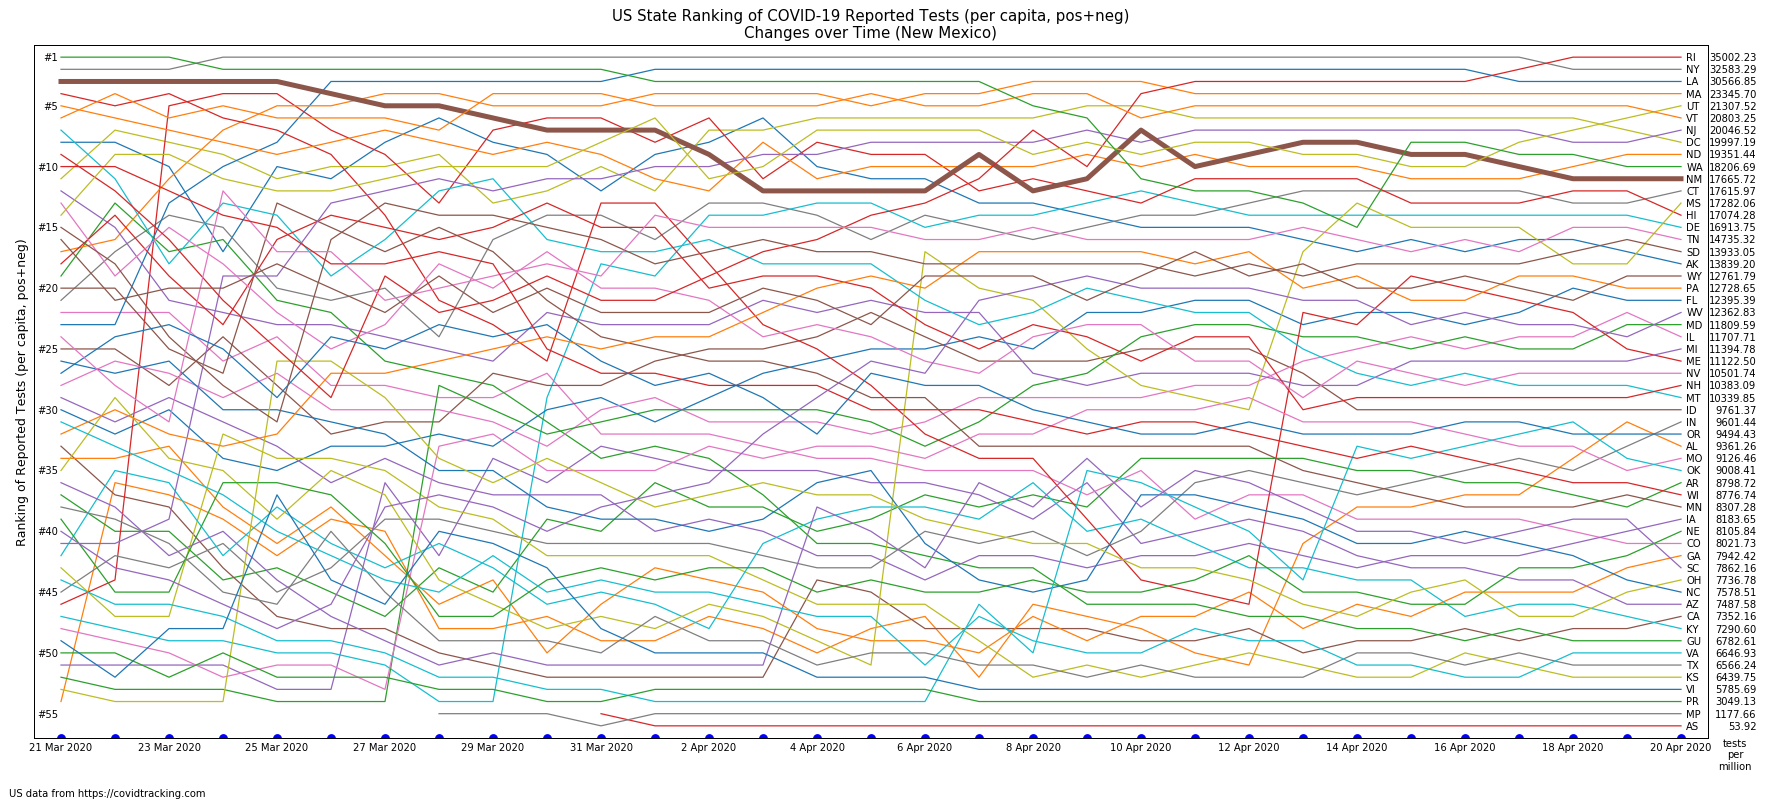 US State Ranking of COVID-19 Reported Tests (per capita, pos+neg)
Changes over Time (New Mexico)
Ranking of Reported Tests (per capita, pos+neg)
#1
#5
#10
#15
#20
#25
#30
#35
#40
#45
#50
#55
RI 35002.23
NY 32583.29
LA 30566.85
MA 23345.70
UT 21307.52
VT 20803.25
NJ 20046.52
DC 19997.19
ND 19351.44
WA 18206.69
NM 17665.72
CT 17615.97
MS 17282.06
HI 17074.28
DE 16913.75
TN 14735.32
SD 13933.05
AK 13839.20
WY 12761.79
PA 12728.65
FL 12395.39
WV 12362.83
MD 11809.59
IL 11707.71
MI 11394.78
ME 11122.50
NV 10501.74
NH 10383.09
MT 10339.85
ID 9761.37
IN 9601.44
OR 9494.43
AL 9361.26
MO 9126.46
OK 9008.41
AR 8798.72
WI 8776.74
MN 8307.28
IA 8183.65
NE 8105.84
CO 8021.73
GA 7942.42
SC 7862.16
OH 7736.78
NC 7578.51
AZ 7487.58
CA 7352.16
KY 7290.60
GU 6782.61
VA 6646.93
TX 6566.24
KS 6439.75
VI 5785.69
PR 3049.13
MP 1177.66
AS 53.92
21 Mar 2020 23 Mar 2020 25 Mar 2020 27 Mar 2020 29 Mar 2020 31 Mar 2020 2 Apr 2020 4 Apr 2020 6 Apr 2020 8 Apr 2020 10 Apr 2020 12 Apr 2020 14 Apr 2020 16 Apr 2020 18 Apr 2020 20 Apr 2020
tests
per
million
US data from https://covidtracking.com